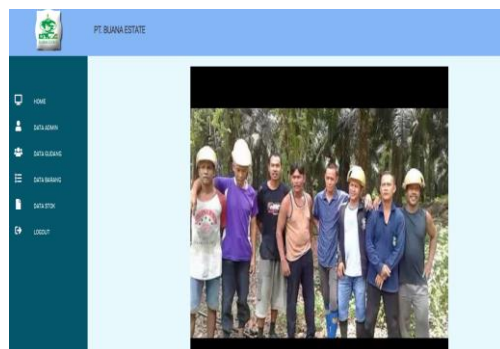 PT. BUANA ESTATE
HOME
DATA ADMIN
DATA GUDANG
DATA BARANG
DATA STOK
LOGOUT